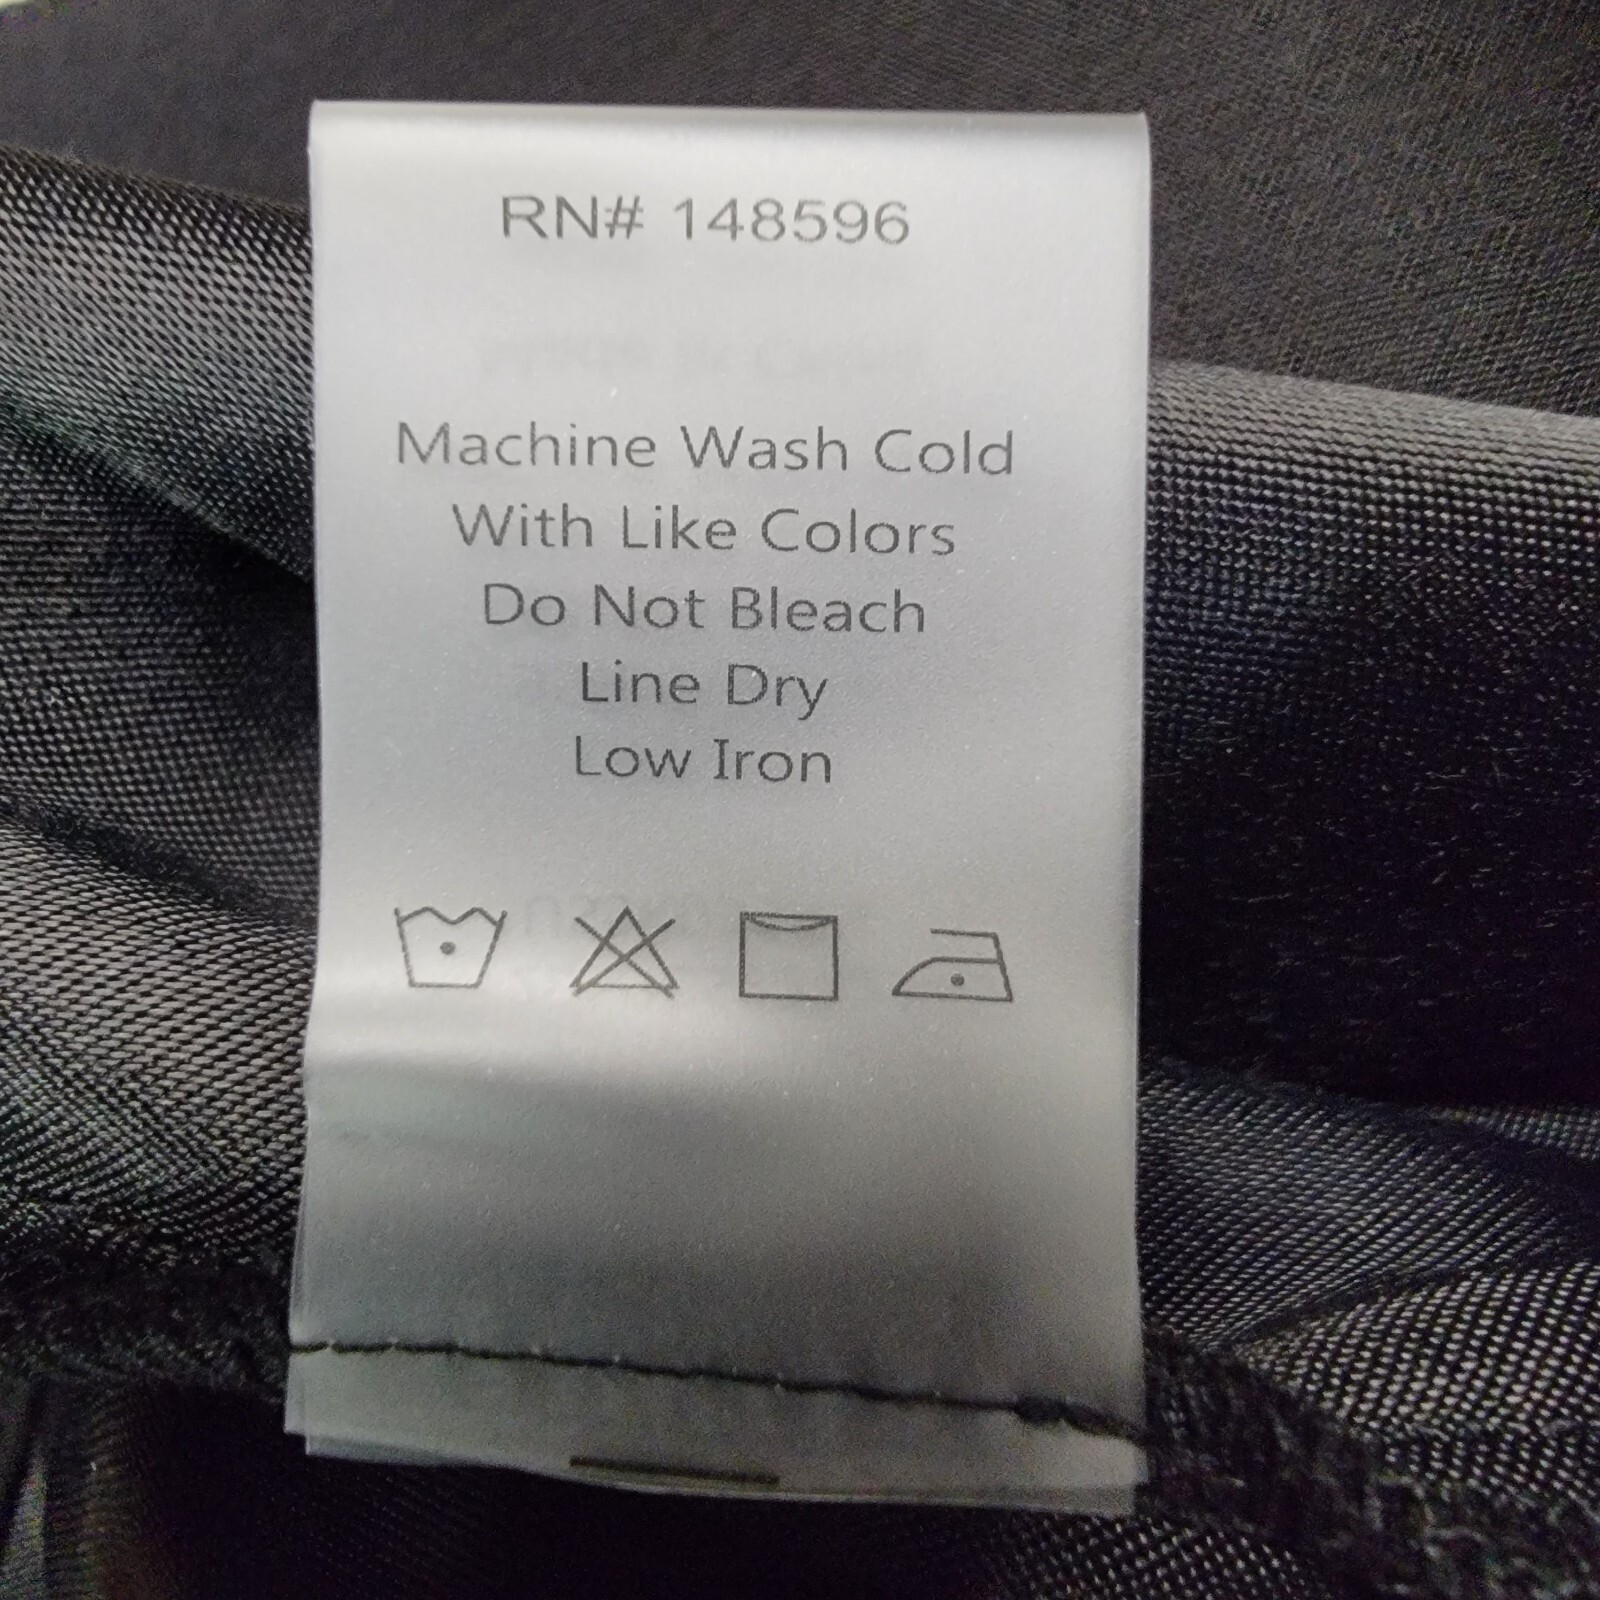 RN# 148596
Machine Wash Cold
With Like Colors
Do Not Bleach
Line Dry
Low Iron